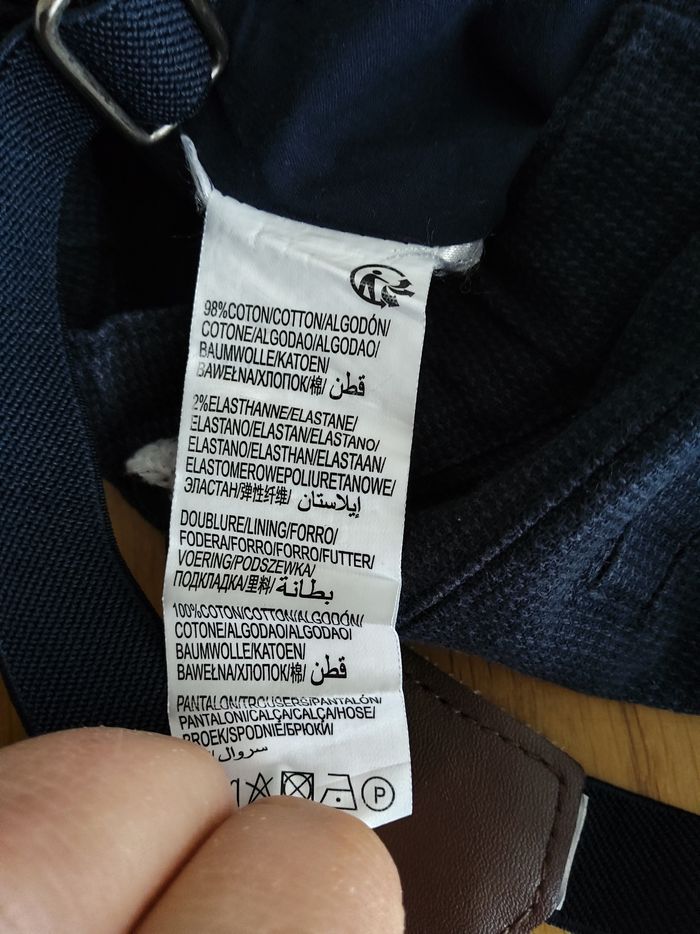 98%COTON/COTTON/ALGODÓN/
COTONE/ALGODAO/ALGODAO/
BAUMWOLLE/KATOEN/
BAWEŁNA/ХЛОПОК/棉/ قطن
2%ELASTHANNE/ELASTANE/
ELASTANO/ELASTAN/ELASTANO/
ELASTANO/ELASTHAN/ELASTAAN/
ELASTOMEROWEPOLIURETANOWE/
ЭЛАСТАН/弹性纤维/ إيلاستان
DOUBLURE/LINING/FORRO/
FODERA/FORRO/FORRO/FUTTER/
VOERING/PODSZEWKA/
ПОДКЛАДКА/里料/ بطانة
100%COTON/COTTON/ALGODÓN/
COTONE/ALGODAO/ALGODAO/
BAUMWOLLE/KATOEN/
BAWEŁNA/ХЛОПОК/棉/ قطن
PANTALON/TROUSERS/PANTALÓN/
PANTALONI/CALÇA/CALÇA/HOSE/
BROEK/SPODNIE/БРЮКИ/
سروال
P